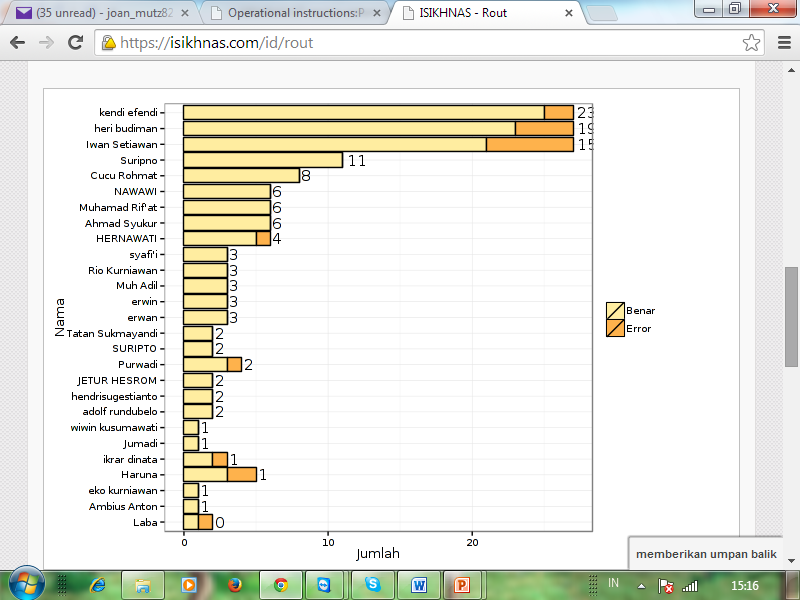 (35 unread) - joan_mutz82
Operational instructions:P
ISIKHNAS - Rout
https://isikhnas.com/id/rout
kendi efendi 23
heri budiman 19
Iwan Setiawan 15
Suripno 11
Cucu Rohmat 8
NAWAWI 6
Muhamad Rif'at 6
Ahmad Syukur 6
HERNAWATI 4
syafi'i 3
Rio Kurniawan 3
Muh Adil 3
erwin 3
erwan 3
Tatan Sukmayandi 2
SURIPTO 2
Purwadi 2
JETUR HESROM 2
hendrisugestianto 2
adolf rundubelo 2
wiwin kusumawati 1
Jumadi 1
ikrar dinata 1
Haruna 1
eko kurniawan 1
Ambius Anton 1
Laba 0
Nama
0 10 20
Jumlah
Benar
Error
memberikan umpan balik
IN
15:16